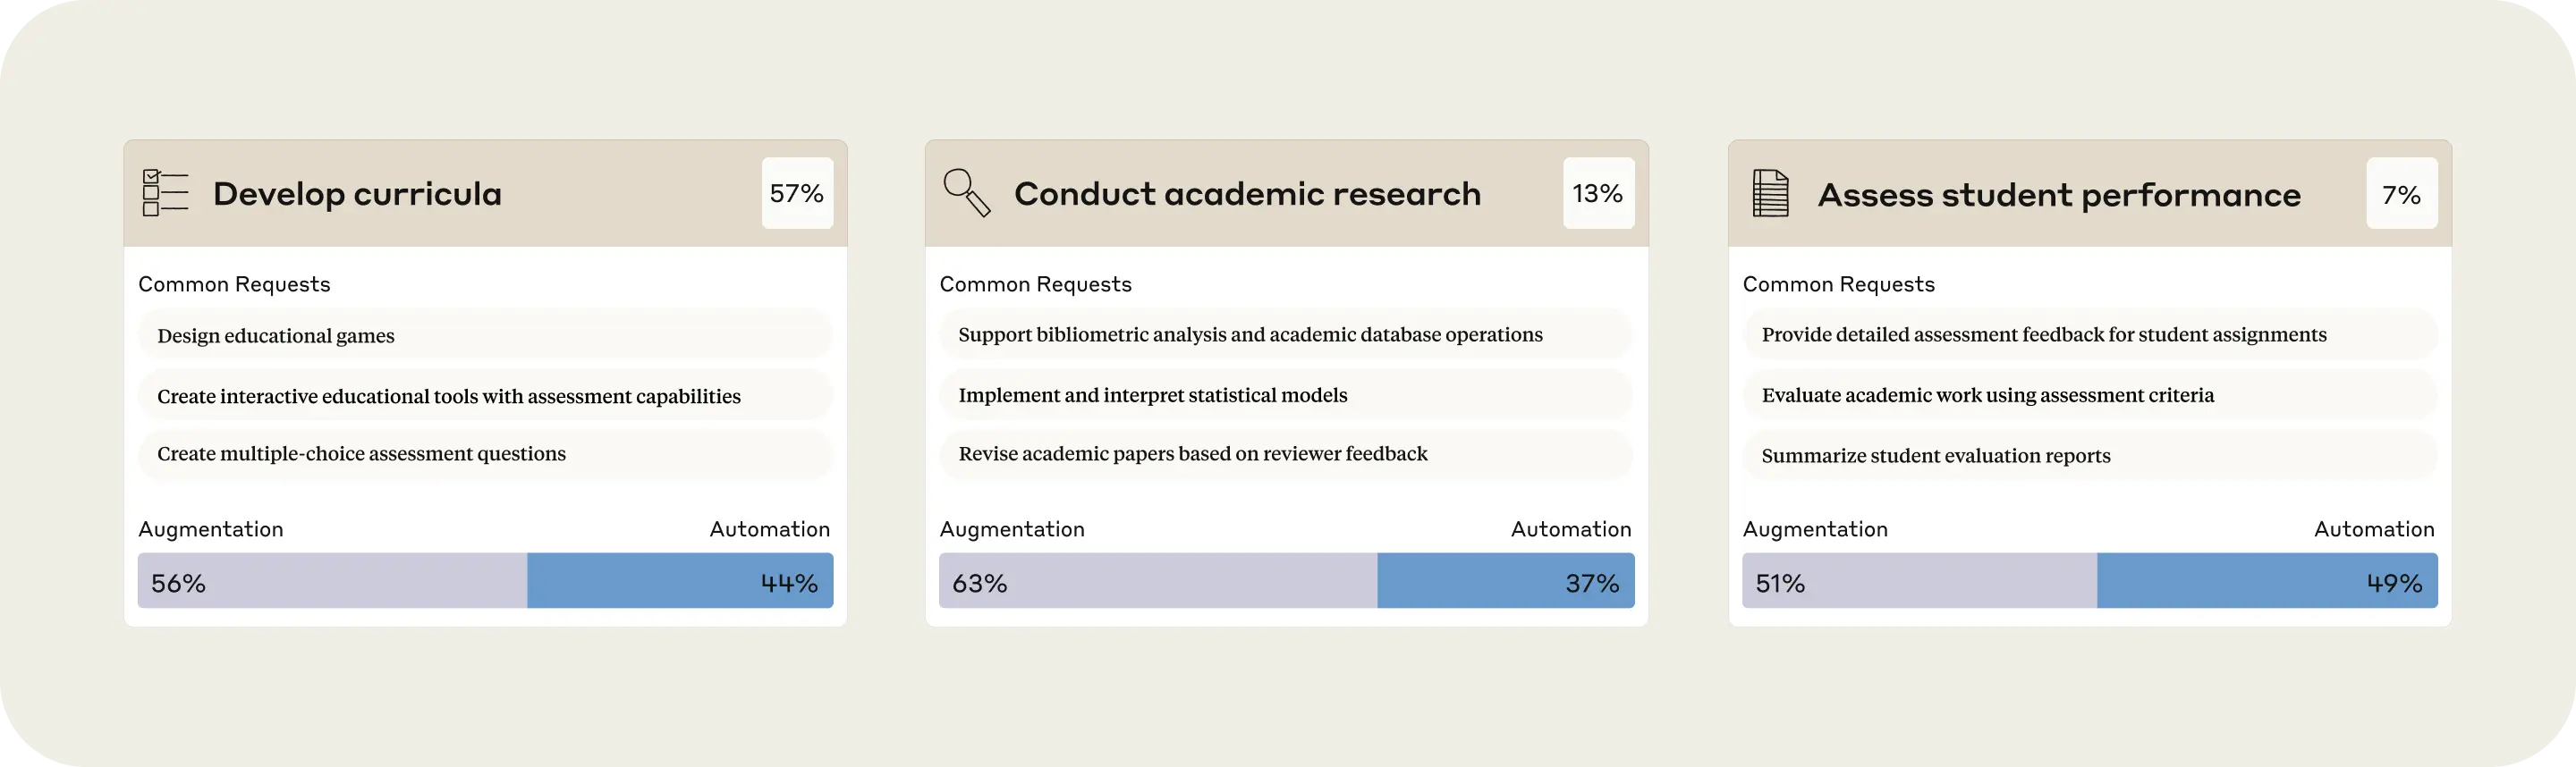 Develop curricula
57%
Common Requests
Design educational games
Create interactive educational tools with assessment capabilities
Create multiple-choice assessment questions
Augmentation
Automation
56%
44%
Conduct academic research
13%
Common Requests
Support bibliometric analysis and academic database operations
Implement and interpret statistical models
Revise academic papers based on reviewer feedback
Augmentation
Automation
63%
37%
Assess student performance
7%
Common Requests
Provide detailed assessment feedback for student assignments
Evaluate academic work using assessment criteria
Summarize student evaluation reports
Augmentation
Automation
51%
49%